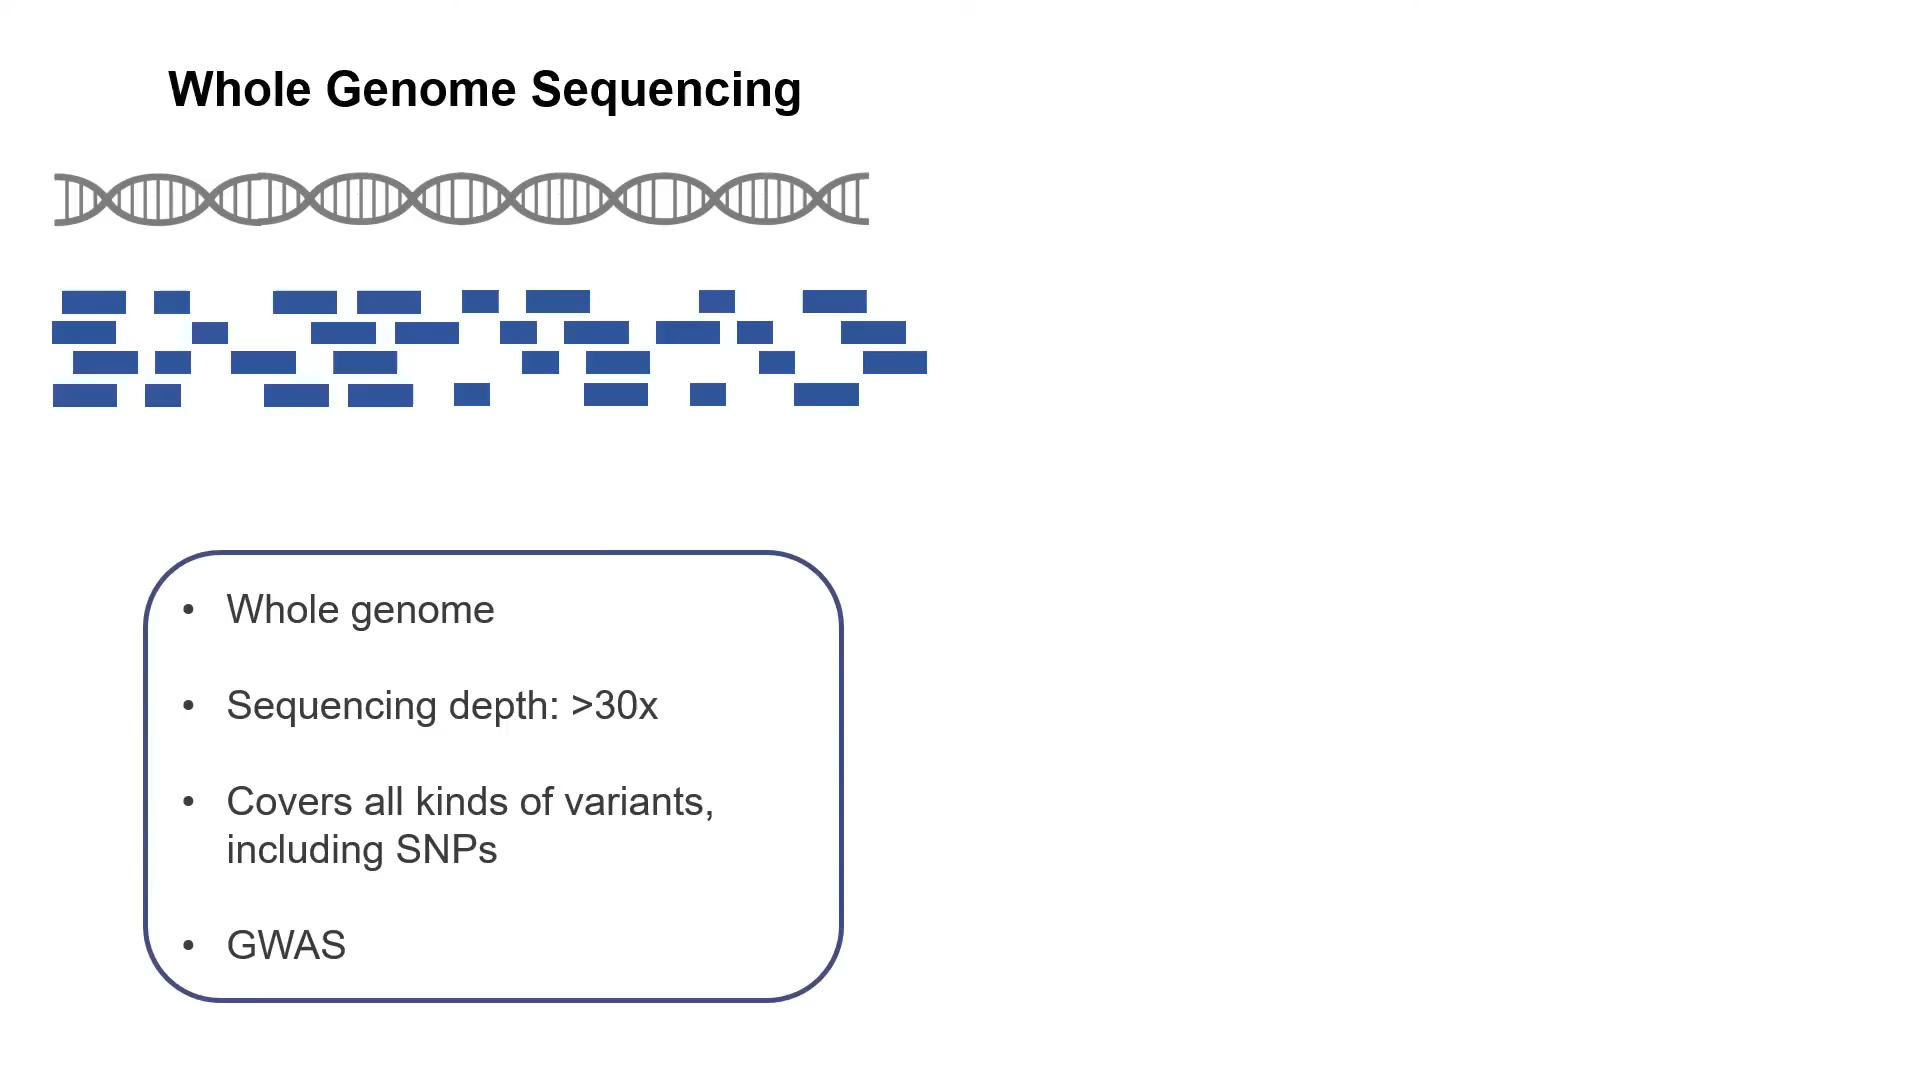 Whole Genome Sequencing
• Whole genome
• Sequencing depth: >30x
• Covers all kinds of variants,
including SNPs
• GWAS